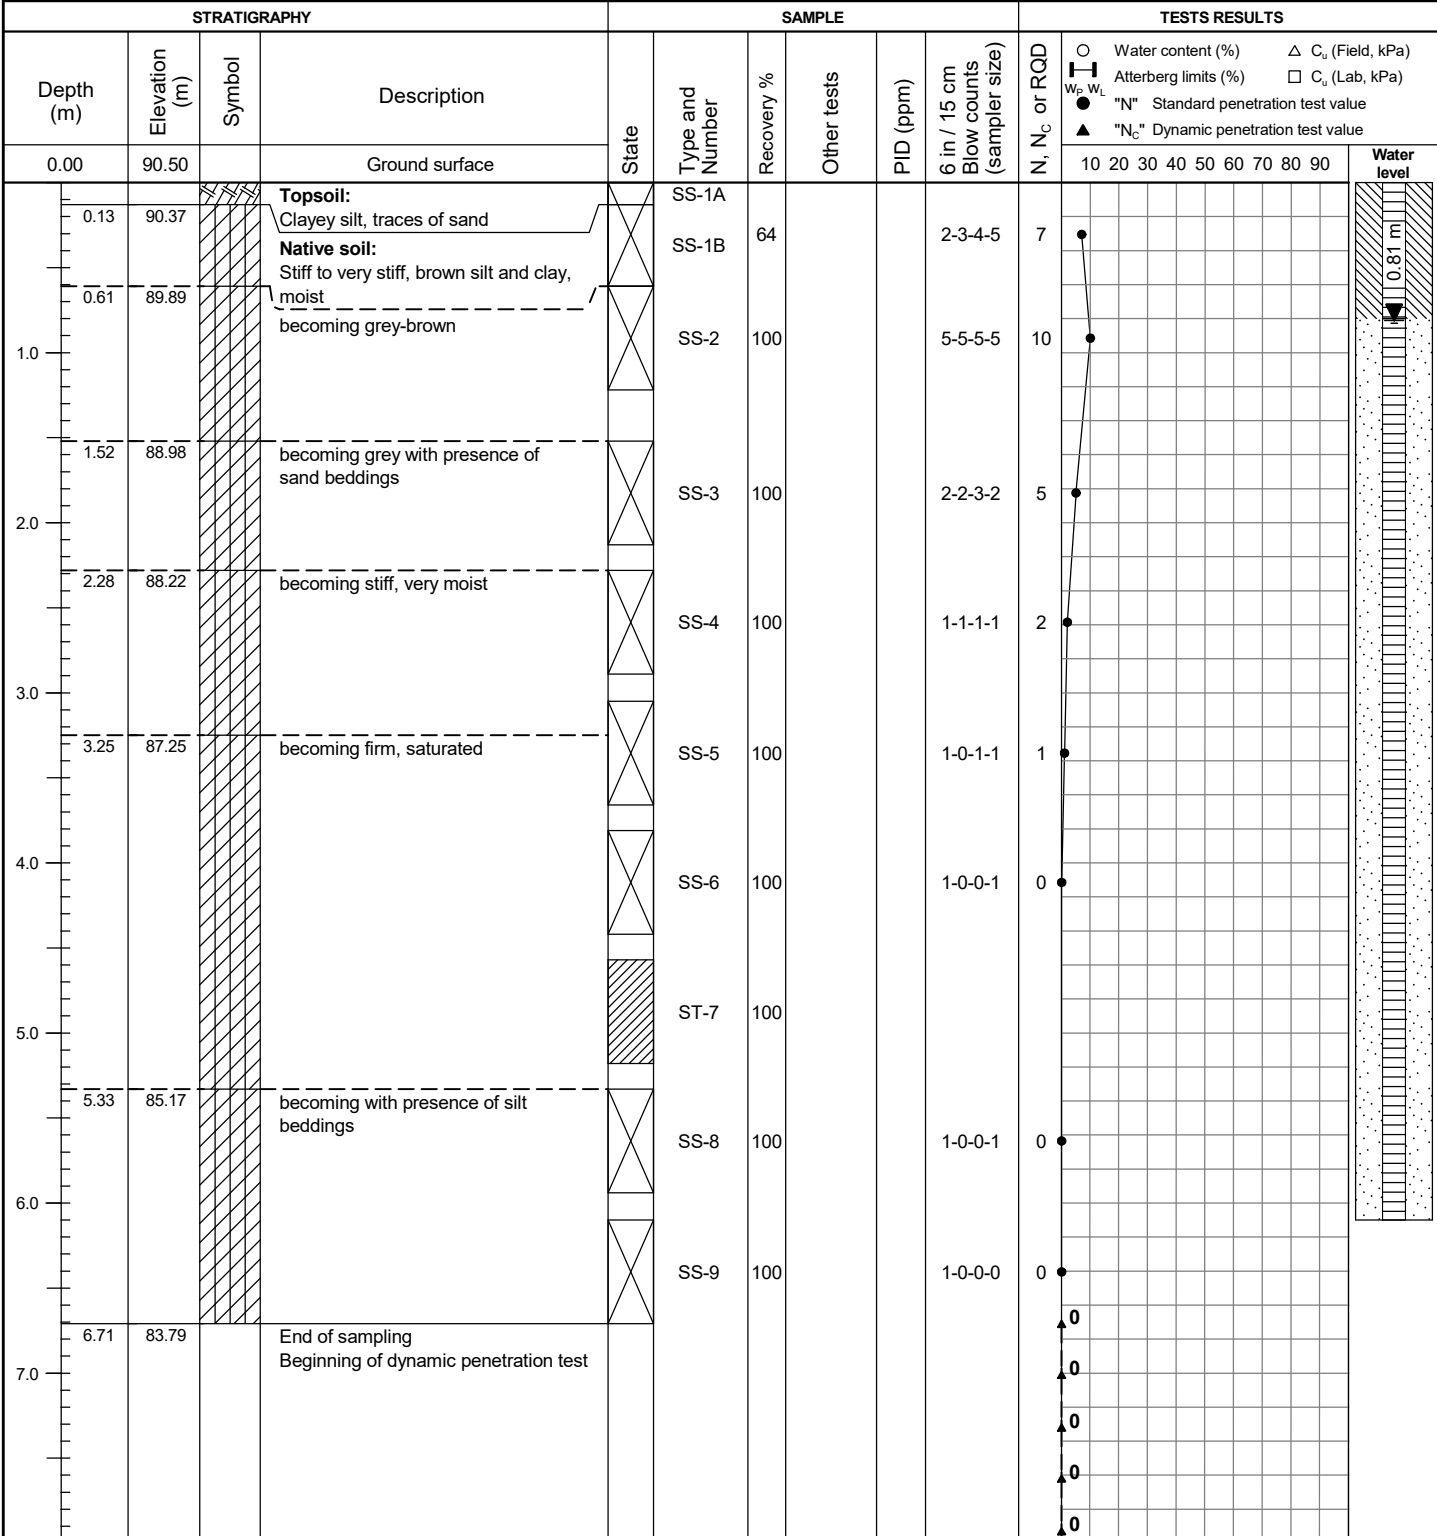 STRATIGRAPHY SAMPLE TESTS RESULTS
Depth (m) Elevation (m) Symbol Description State Type and Number Recovery % Other tests PID (ppm) 6 in / 15 cm Blow counts (sampler size) N, N_C or RQD
○ Water content (%) △ C_u (Field, kPa)
W_P W_L Atterberg limits (%) □ C_u (Lab, kPa)
● "N" Standard penetration test value
▲ "N_C" Dynamic penetration test value
0.00 90.50 Ground surface 10 20 30 40 50 60 70 80 90 Water level
Topsoil: SS-1A
0.13 90.37 Clayey silt, traces of sand
Native soil: SS-1B 64 2-3-4-5 7 0.81 m
Stiff to very stiff, brown silt and clay,
0.61 89.89 moist
becoming grey-brown SS-2 100 5-5-5-5 10
1.0
1.52 88.98 becoming grey with presence of
sand beddings
SS-3 100 2-2-3-2 5
2.0
2.28 88.22 becoming stiff, very moist
SS-4 100 1-1-1-1 2
3.0
3.25 87.25 becoming firm, saturated SS-5 100 1-0-1-1 1
4.0
SS-6 100 1-0-0-1 0
ST-7 100
5.0
5.33 85.17 becoming with presence of silt
beddings
SS-8 100 1-0-0-1 0
6.0
SS-9 100 1-0-0-0 0
0
6.71 83.79 End of sampling
Beginning of dynamic penetration test
7.0 0
0
0
0